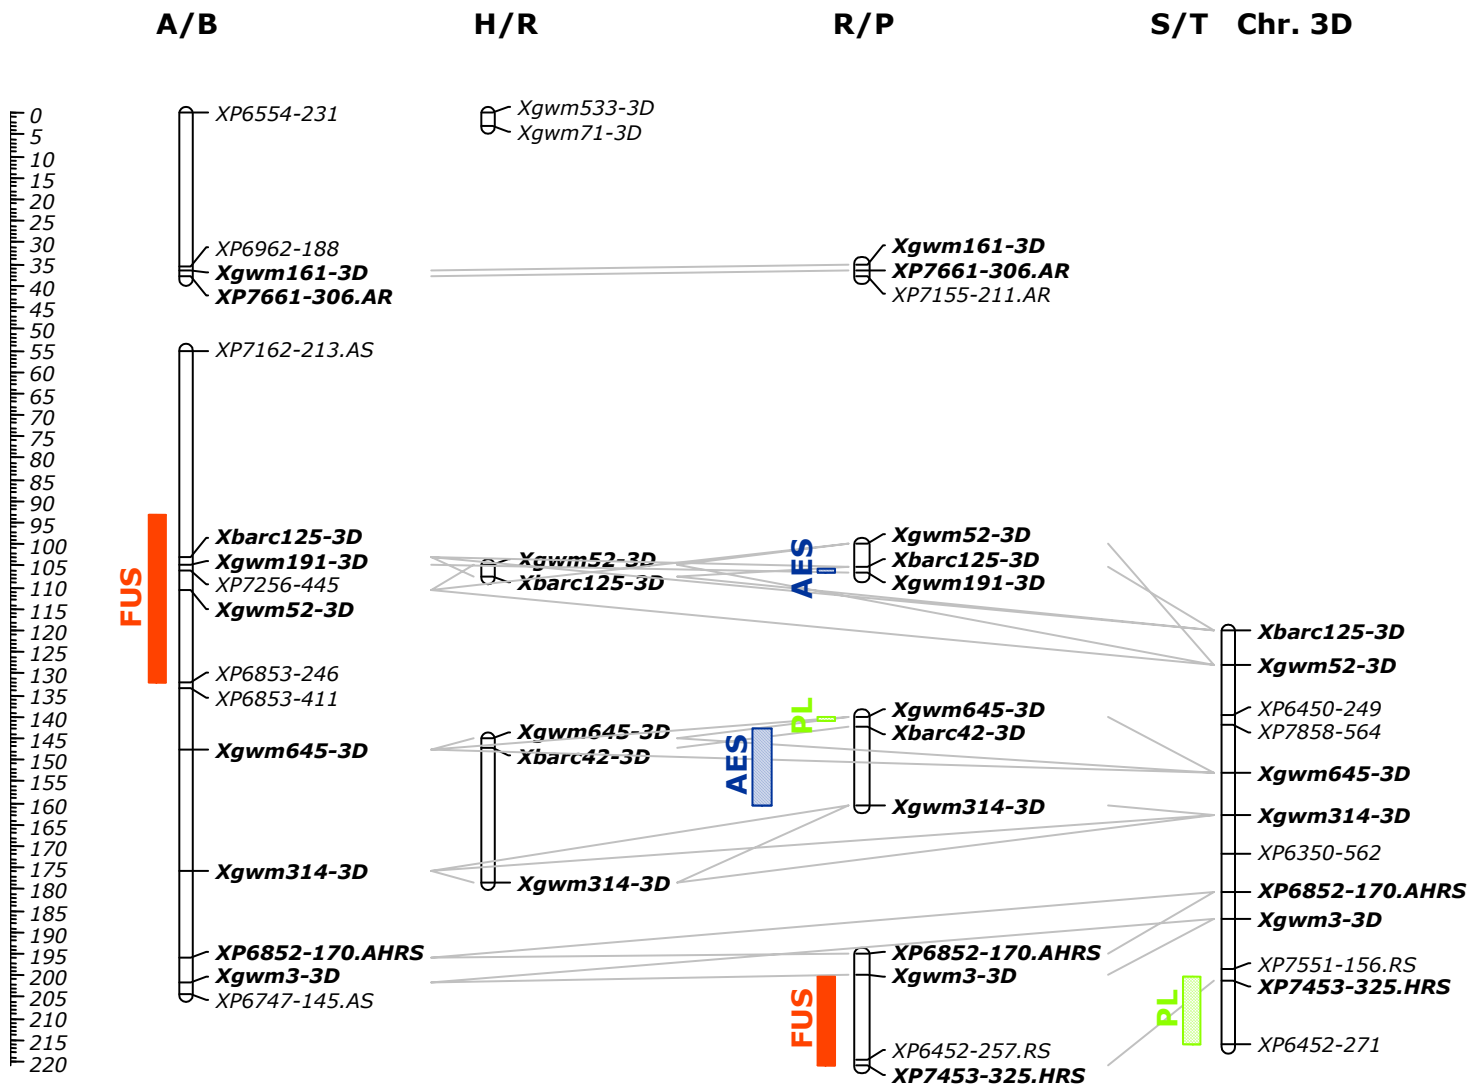 A/B H/R R/P S/T Chr. 3D
0
5
10
15
20
25
30
35
40
45
50
55
60
65
70
75
80
85
90
95
100
105
110
115
120
125
130
135
140
145
150
155
160
165
170
175
180
185
190
195
200
205
210
215
220
XP6554-231
XP6962-188
Xgwm161-3D
XP7661-306.AR
XP7162-213.AS
Xbarc125-3D
Xgwm191-3D
XP7256-445
Xgwm52-3D
XP6853-246
XP6853-411
Xgwm645-3D
Xgwm314-3D
XP6852-170.AHRS
Xgwm3-3D
XP6747-145.AS
FUS
Xgwm533-3D
Xgwm71-3D
Xgwm52-3D
Xbarc125-3D
Xgwm645-3D
Xbarc42-3D
Xgwm314-3D
Xgwm161-3D
XP7661-306.AR
XP7155-211.AR
Xgwm52-3D
Xbarc125-3D
Xgwm191-3D
AES
Xgwm645-3D
Xbarc42-3D
Xgwm314-3D
PL
AES
XP6852-170.AHRS
Xgwm3-3D
XP6452-257.RS
XP7453-325.HRS
FUS
Xbarc125-3D
Xgwm52-3D
XP6450-249
XP7858-564
Xgwm645-3D
Xgwm314-3D
XP6350-562
XP6852-170.AHRS
Xgwm3-3D
XP7551-156.RS
XP7453-325.HRS
XP6452-271
PL